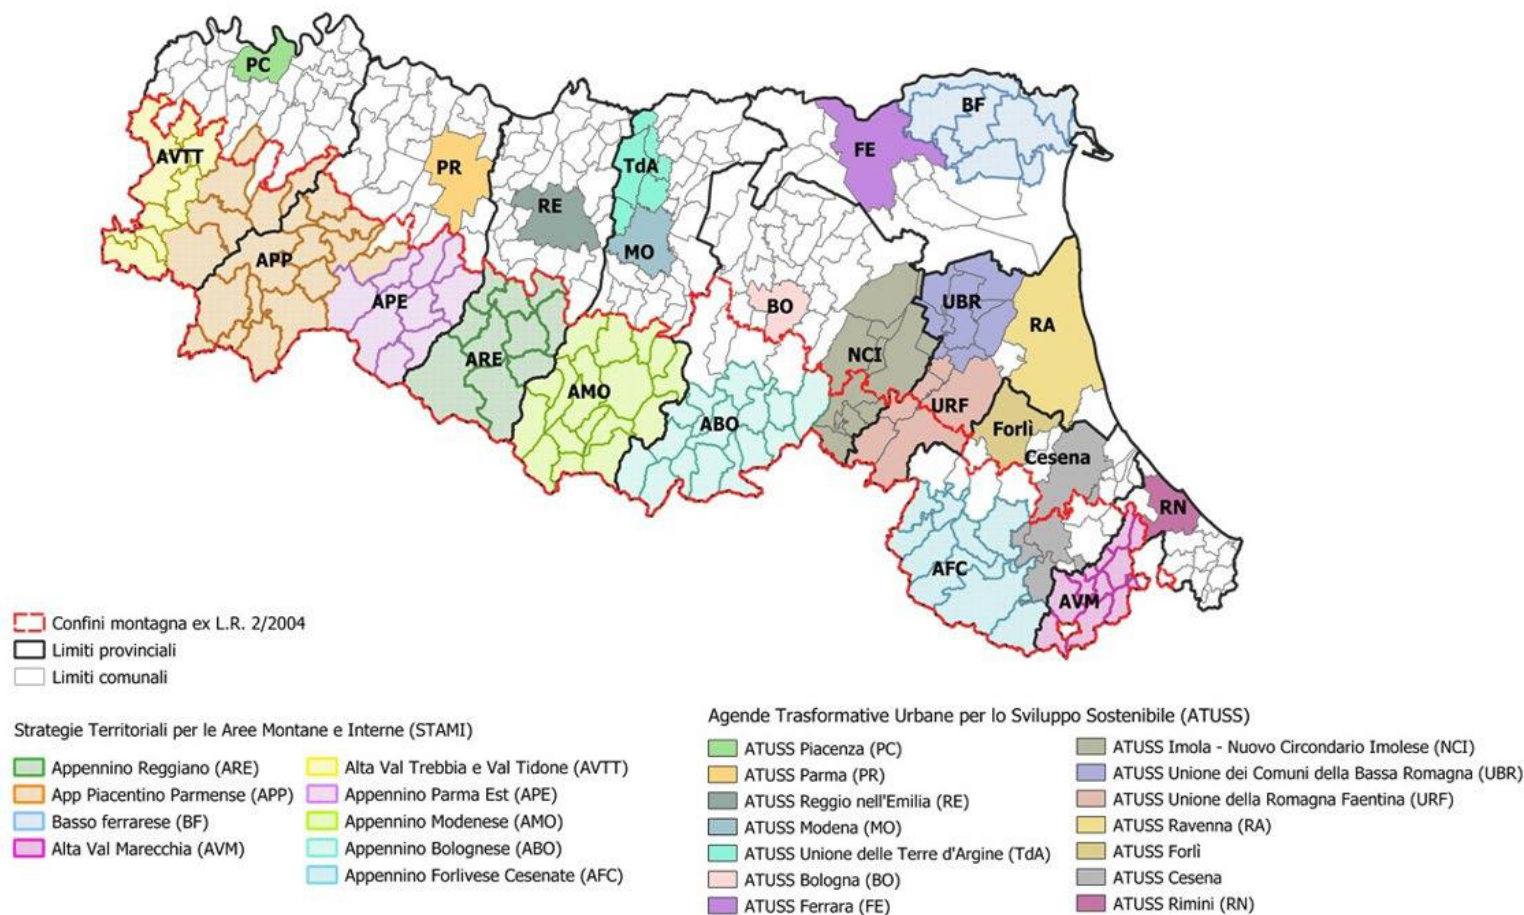 PC
BF
AVTT
FE
TdA
PR
RE
MO
APP
APE
UBR
BO
RA
ARE
NCI
AMO
URF
ABO
Forlì
Cesena
RN
AFC
AVM
Confini montagna ex L.R. 2/2004
Limiti provinciali
Limiti comunali
Strategie Territoriali per le Aree Montane e Interne (STAMI)
Appennino Reggiano (ARE)
App Piacentino Parmense (APP)
Basso ferrarese (BF)
Alta Val Marecchia (AVM)
Alta Val Trebbia e Val Tidone (AVTT)
Appennino Parma Est (APE)
Appennino Modenese (AMO)
Appennino Bolognese (ABO)
Appennino Forlivese Cesenate (AFC)
Agende Trasformative Urbane per lo Sviluppo Sostenibile (ATUSS)
ATUSS Piacenza (PC)
ATUSS Parma (PR)
ATUSS Reggio nell'Emilia (RE)
ATUSS Modena (MO)
ATUSS Unione delle Terre d'Argine (TdA)
ATUSS Bologna (BO)
ATUSS Ferrara (FE)
ATUSS Imola - Nuovo Circondario Imolese (NCI)
ATUSS Unione dei Comuni della Bassa Romagna (UBR)
ATUSS Unione della Romagna Faentina (URF)
ATUSS Ravenna (RA)
ATUSS Forlì
ATUSS Cesena
ATUSS Rimini (RN)